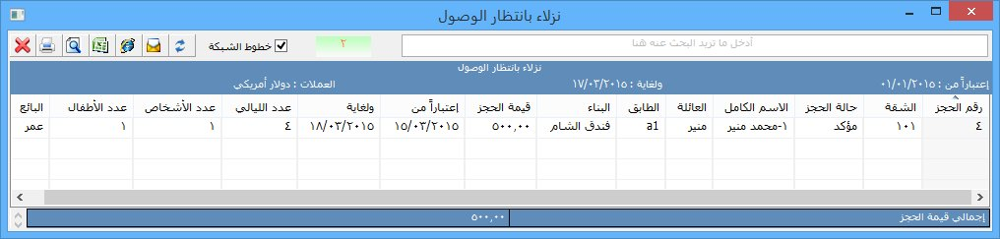 نزلاء بانتظار الوصول
أدخل ما تريد البحث عنه هنا ٢ خطوط الشبكة
نزلاء بانتظار الوصول
إعتباراً من : ٠١/٠١/٢٠١٥ ولغاية : ١٧/٠٣/٢٠١٥ العملات : دولار أمريكي
رقم الحجز الشقة حالة الحجز الاسم الكامل العائلة الطابق البناء قيمة الحجز إعتباراً من ولغاية عدد الليالي عدد الأشخاص عدد الأطفال البائع
٤ ١٠١ مؤكد ١-محمد منير منير a1 فندق الشام ٥٠٠,٠٠ ١٥/٠٣/٢٠١٥ ١٨/٠٣/٢٠١٥ ٤ ١ ١ عمر
إجمالي قيمة الحجز ٥٠٠,٠٠